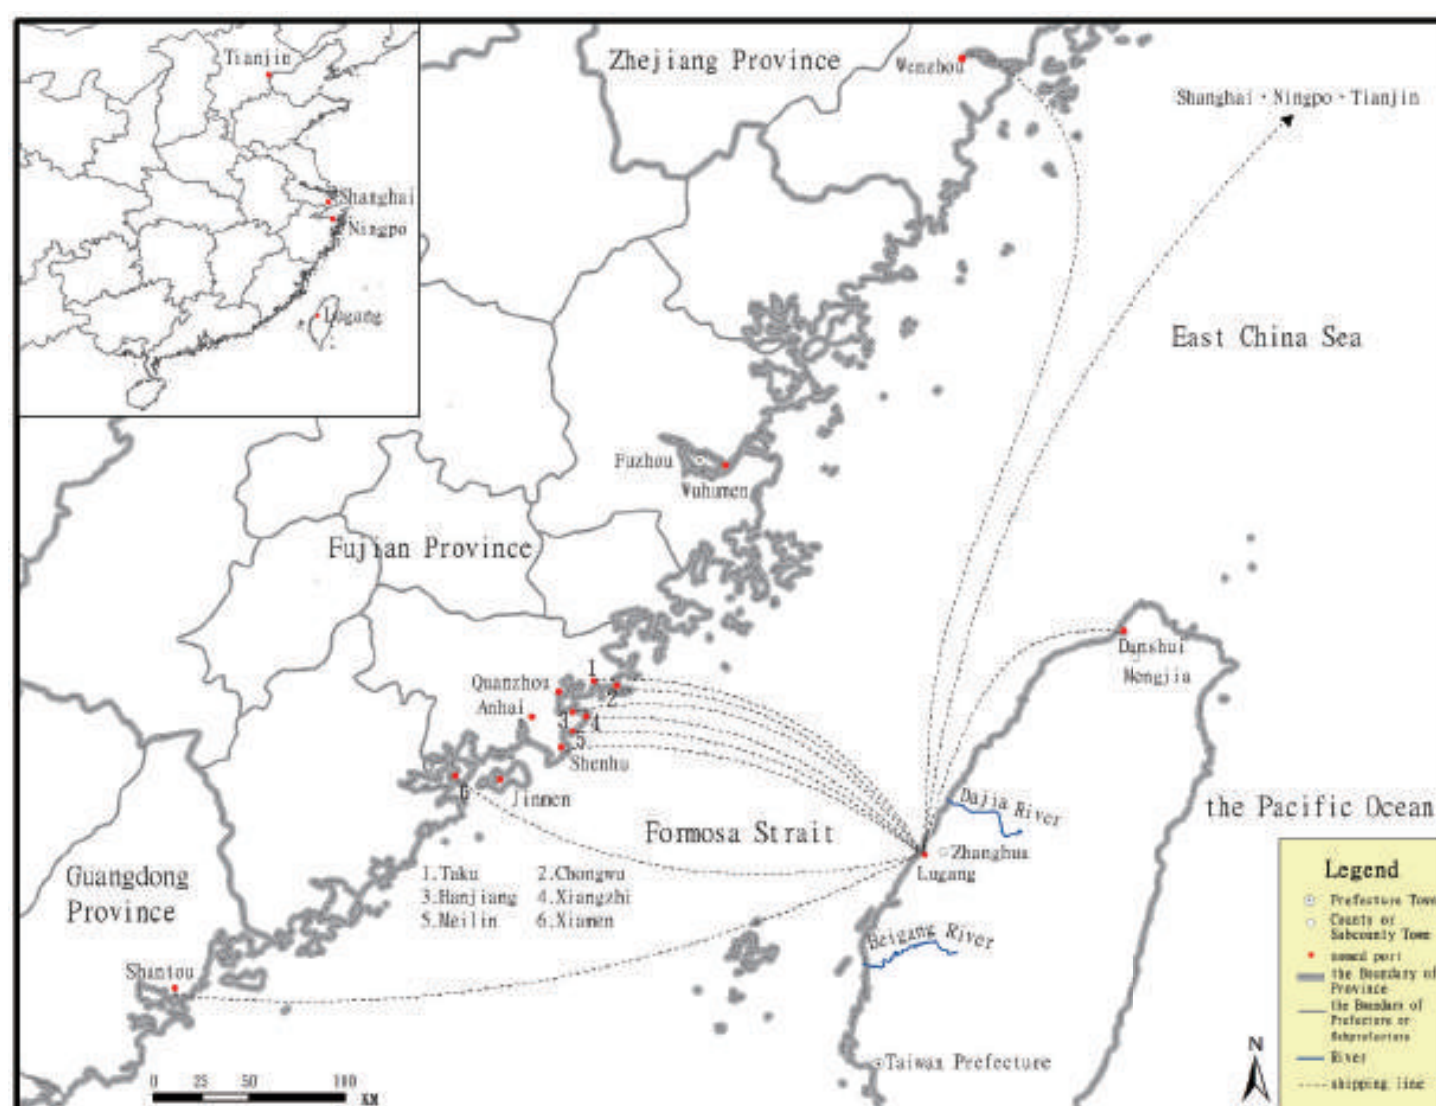 Tianjin
Shanghai
Ningpo
Lugang
Zhejiang Province
Wenzhou
Shanghai · Ningpo · Tianjin
East China Sea
Fuzhou
Wuhumen
Fujian Province
Danshui
Mengjia
Quanzhou
Anhai
1
2
3
4
5
Shenhu
6
Jinmen
Formosa Strait
Dajia River
the Pacific Ocean
Zhanghua
Lugang
1.Taku 2.Chongwu
3.Hanjiang 4.Xiangzhi
5.Meilin 6.Xiamen
Guangdong
Province
Beigang River
Shantou
Taiwan Prefecture
0 25 50 100
KM
N
Legend
Prefecture Town
County or
Subcounty Town
named port
the Boundary of
Province
the Boundary of
Prefecture or
Subprefecture
River
shipping line